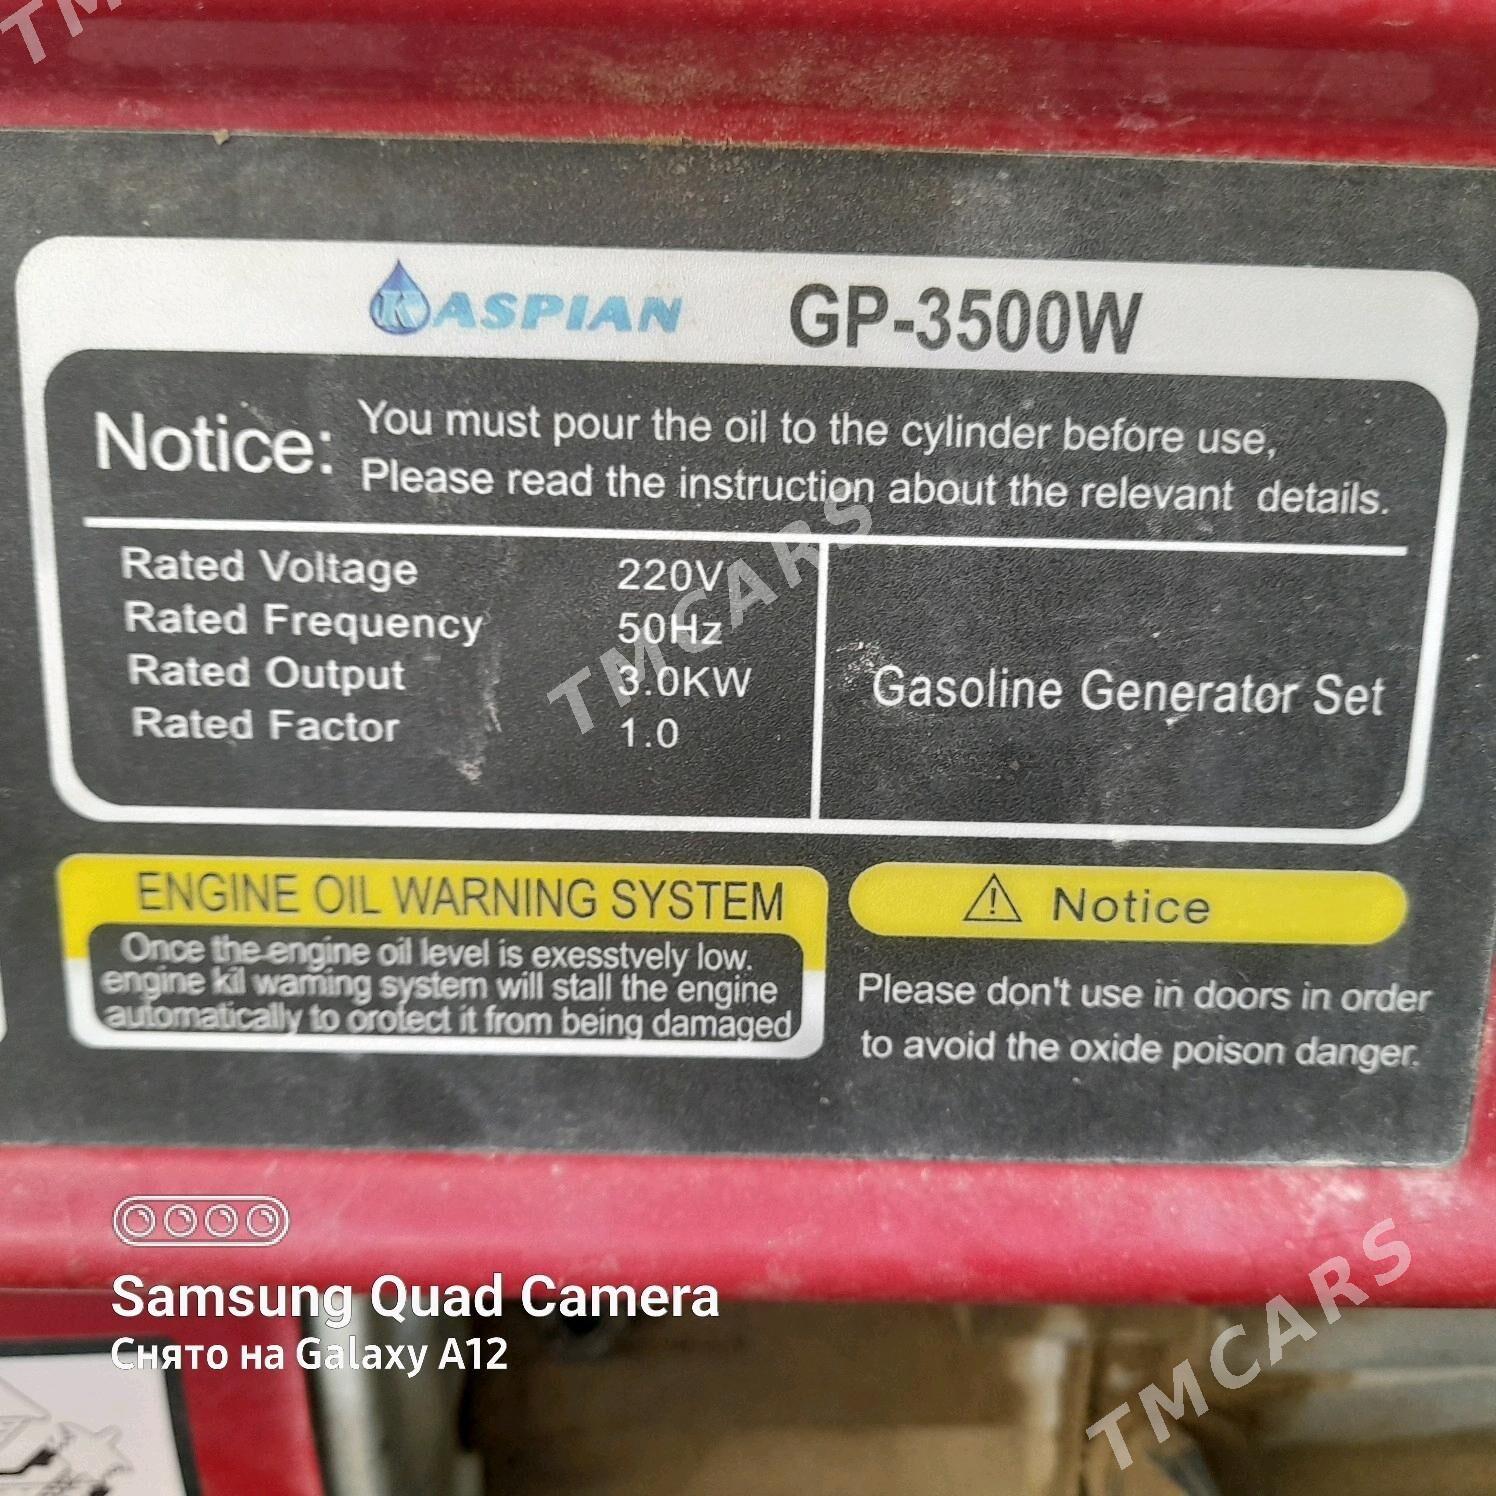 TM
KASPIAN GP-3500W
Notice: You must pour the oil to the cylinder before use,
Please read the instruction about the relevant details.
Rated Voltage 220V
Rated Frequency 50Hz
Rated Output 3.0KW
Rated Factor 1.0
Gasoline Generator Set
TMCARS
ENGINE OIL WARNING SYSTEM
Once the engine oil level is exesstvely low.
engine kil waming system will stall the engine
automatically to orotect it from being damaged
Notice
Please don't use in doors in order
to avoid the oxide poison danger.
Samsung Quad Camera
Снято на Galaxy A12
TMCARS